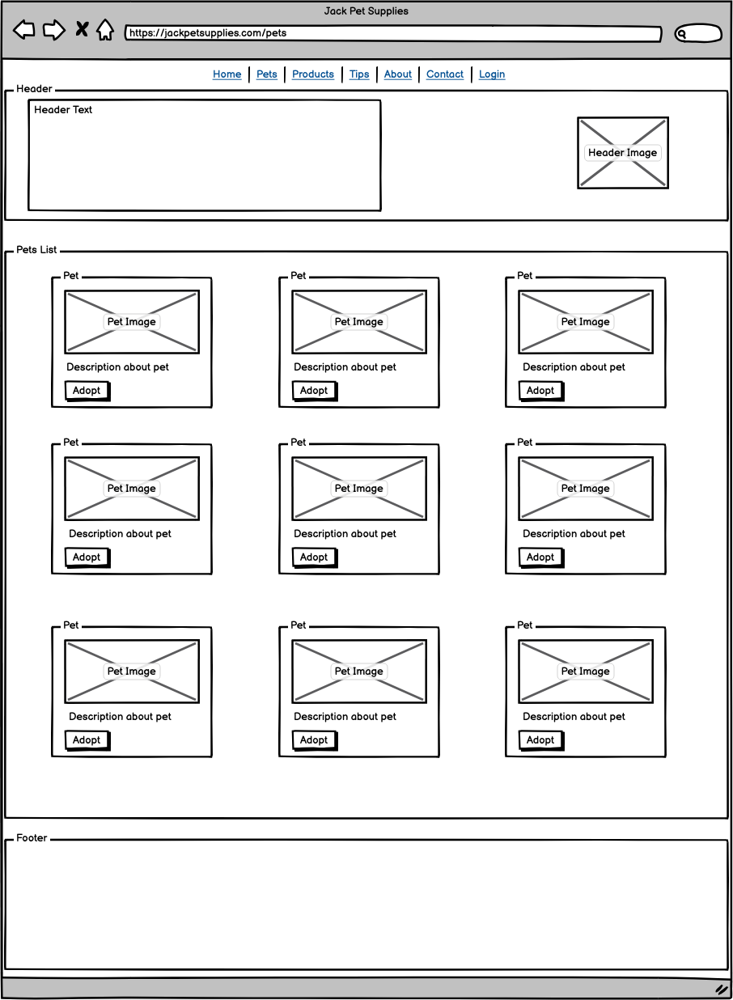 Jack Pet Supplies
https://jackpetsupplies.com/pets
Home Pets Products Tips About Contact Login
Header
Header Text
Header Image
Pets List
Pet Pet Pet
Pet Image Pet Image Pet Image
Description about pet Description about pet Description about pet
Adopt Adopt Adopt
Pet Pet Pet
Pet Image Pet Image Pet Image
Description about pet Description about pet Description about pet
Adopt Adopt Adopt
Pet Pet Pet
Pet Image Pet Image Pet Image
Description about pet Description about pet Description about pet
Adopt Adopt Adopt
Footer